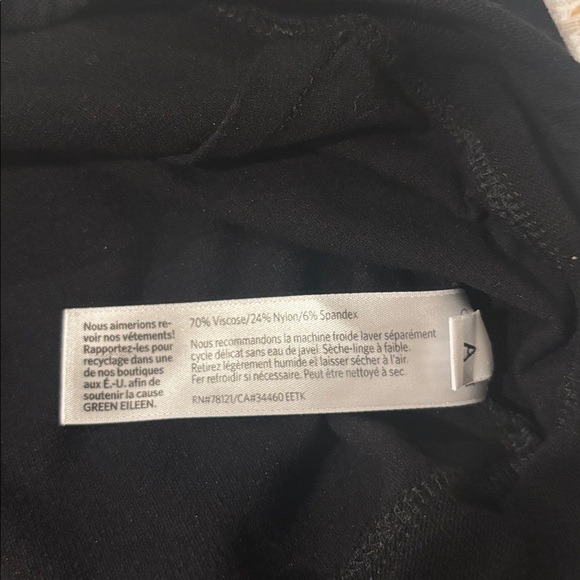 Nous aimerions re-
voir nos vêtements!
Rapportez-les pour
recyclage dans une
de nos boutiques
aux É.-U. afin de
soutenir la cause
GREEN EILEEN.
70% Viscose/24% Nylon/6% Spandex
Nous recommandons la machine froide laver séparément
cycle délicat sans eau de javel. Sèche-linge à faible.
Retirez légèrement humide et laisser sécher à l'air.
Fer refroidir si nécessaire. Peut être nettoyé à sec.
RN#78121/CA#34460 EETK
A